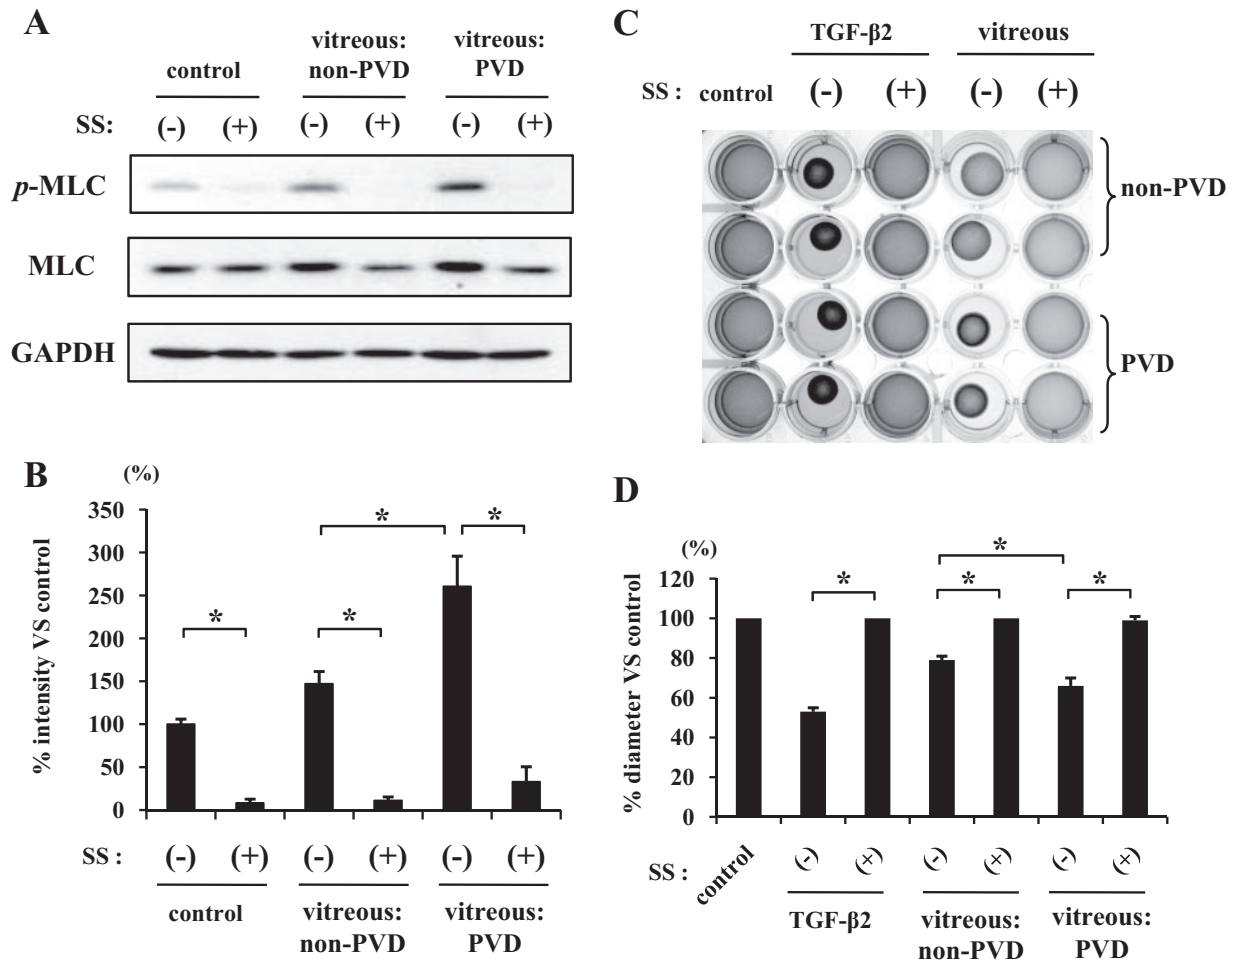 A
vitreous: vitreous:
control non-PVD PVD
SS: (-) (+) (-) (+) (-) (+)
p-MLC
MLC
GAPDH
B
(%)
% intensity VS control
350
300
250
200
150
100
50
0
* * * *
SS : (-) (+) (-) (+) (-) (+)
control vitreous: vitreous:
non-PVD PVD
C
TGF-β2 vitreous
SS : control (-) (+) (-) (+)
non-PVD
PVD
D
(%)
% diameter VS control
120
100
80
60
40
20
0
* * * *
SS : control (-) (+) (-) (+) (-) (+)
TGF-β2 vitreous: vitreous:
non-PVD PVD